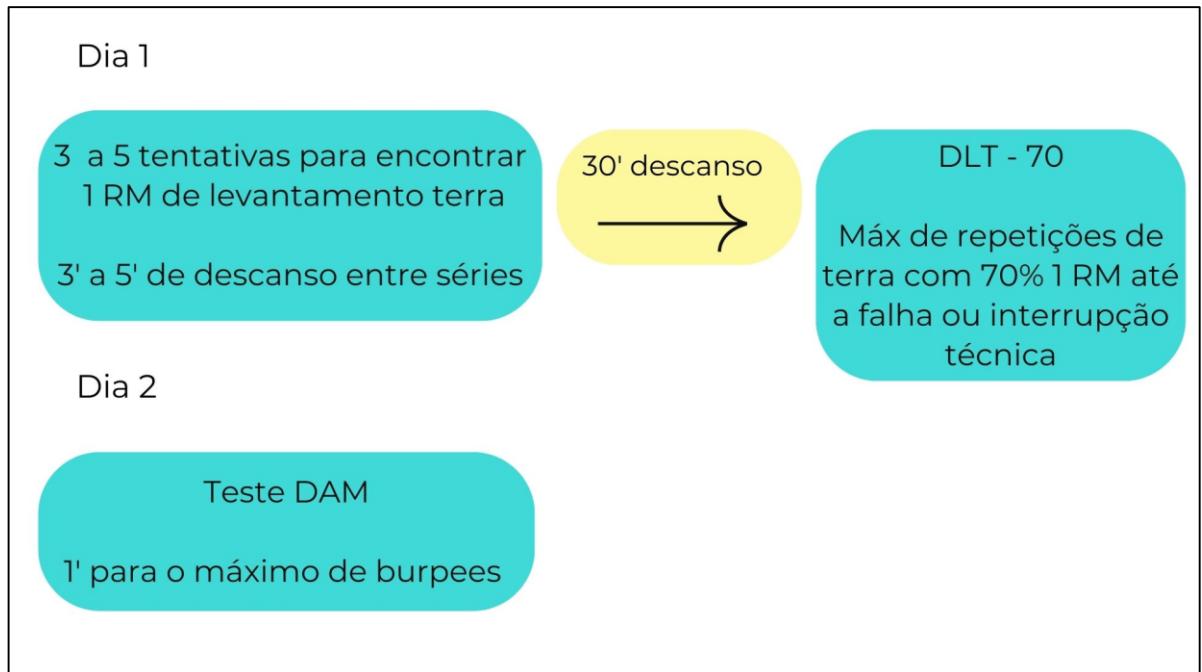 Dia 1
3 a 5 tentativas para encontrar
1 RM de levantamento terra
3' a 5' de descanso entre séries
30' descanso
DLT - 70
Máx de repetições de
terra com 70% 1 RM até
a falha ou interrupção
técnica
Dia 2
Teste DAM
1' para o máximo de burpees